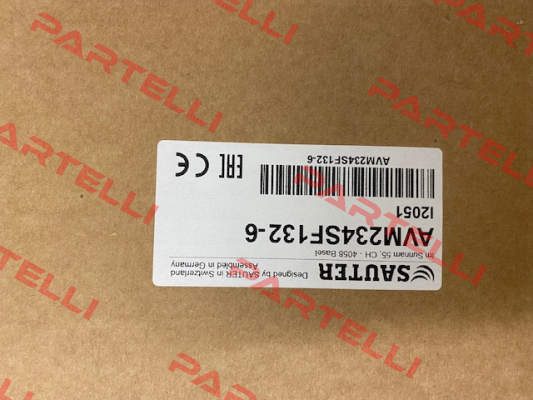 SAUTER
Designed by SAUTER in Switzerland
Assembled in Germany
Im Surinam 55, CH - 4058 Basel
AVM234SF132-6
I2051
AVM234SF132-6
CE
EAC
PARTELLI
PARTELLI
PARTELLI
PARTELLI
PARTELLI
PARTELLI
PARTELLI